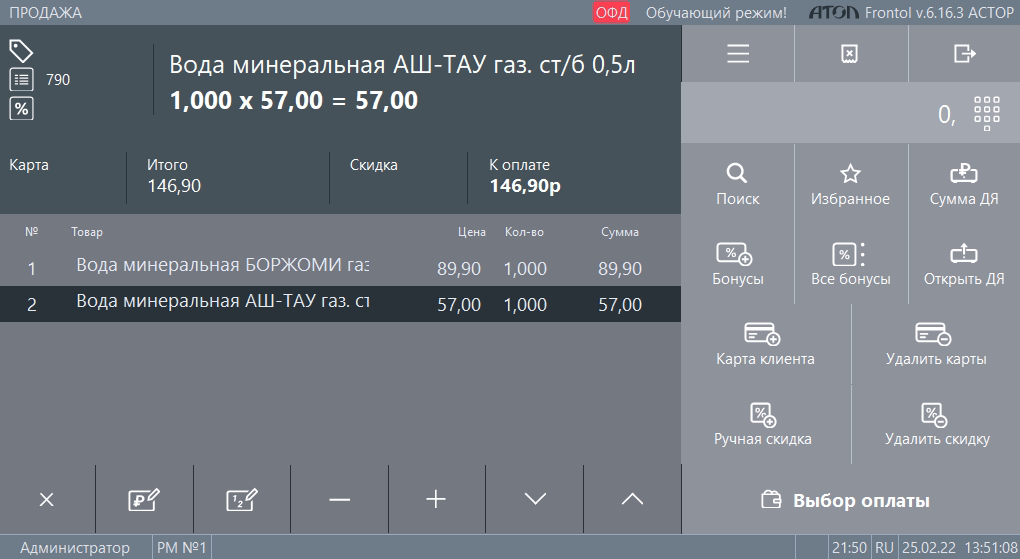 ПРОДАЖА ОФД Обучающий режим! ATOL Frontol v.6.16.3 АСТОР
790
Вода минеральная АШ-ТАУ газ. ст/б 0,5л
1,000 x 57,00 = 57,00
0,
Карта Итого Скидка К оплате
146,90 146,90р
№ Товар Цена Кол-во Сумма
1 Вода минеральная БОРЖОМИ газ 89,90 1,000 89,90
2 Вода минеральная АШ-ТАУ газ. ст 57,00 1,000 57,00
Поиск Избранное Сумма ДЯ
Бонусы Все бонусы Открыть ДЯ
Карта клиента Удалить карты
Ручная скидка Удалить скидку
Выбор оплаты
Администратор РМ №1 21:50 RU 25.02.22 13:51:08